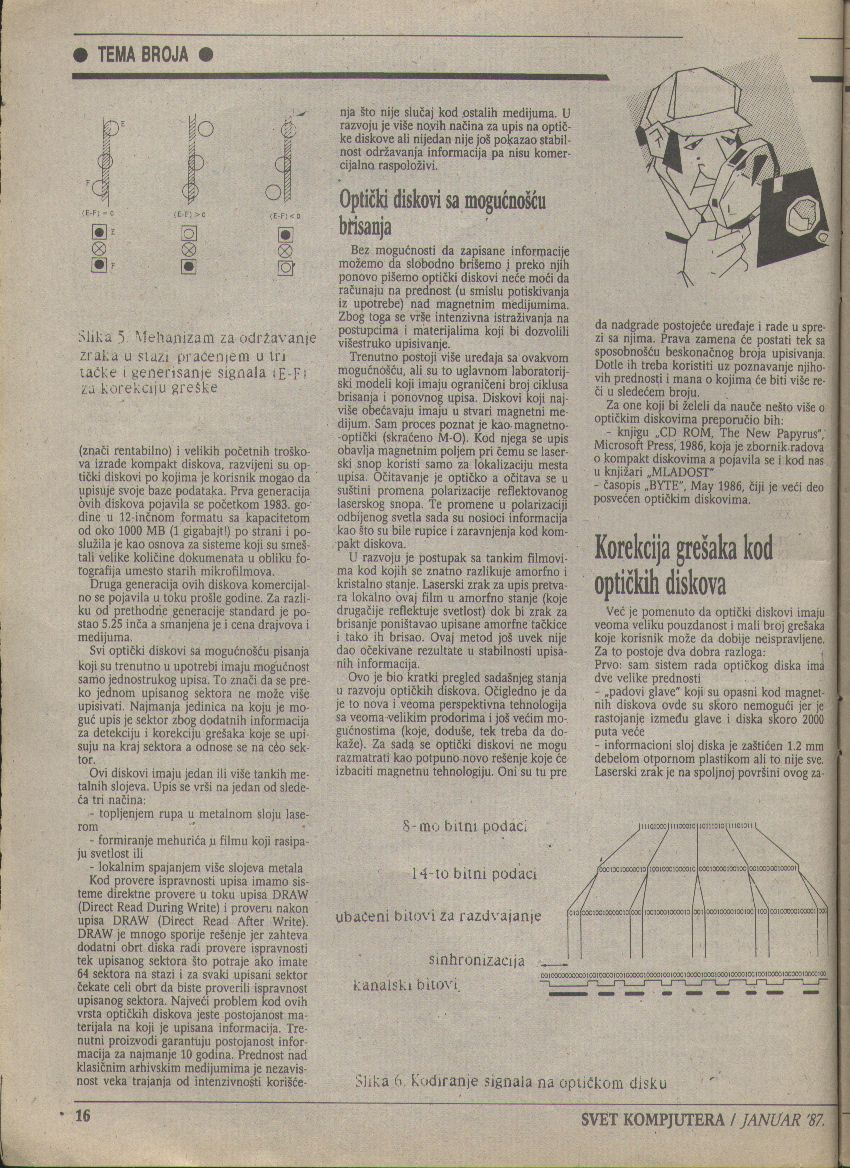 TEMA BROJA
E
F
(E-F) = 0
(E-F) > 0
(E-F) < 0
E
F
Slika 5. Mehanizam za održavanje
zraka u stazi praćenjem u tri
tačke i generisanje signala (E-F)
za korekciju greške
(znači rentabilno) i velikih početnih troško-
va izrade kompakt diskova, razvijeni su op-
tički diskovi po kojima je korisnik mogao da
upisuje svoje baze podataka. Prva generacija
ovih diskova pojavila se početkom 1983. go-
dine u 12-inčnom formatu sa kapacitetom
od oko 1000 MB (1 gigabajt!) po strani i po-
služila je kao osnova za sisteme koji su smeš-
tali velike količine dokumenata u obliku fo-
tografija umesto starih mikrofilmova.
Druga generacija ovih diskova komercijal-
no se pojavila u toku prošle godine. Za razli-
ku od prethodne generacije standard je po-
stao 5.25 inča a smanjena je i cena drajvova i
medijuma.
Svi optički diskovi sa mogućnošću pisanja
koji su trenutno u upotrebi imaju mogućnost
samo jednostrukog upisa. To znači da se pre-
ko jednom upisanog sektora ne može više
upisivati. Najmanja jedinica na koju je mo-
guć upis je sektor zbog dodatnih informacija
za detekciju i korekciju grešaka koje se upi-
suju na kraj sektora a odnose se na ceo sek-
tor.
Ovi diskovi imaju jedan ili više tankih me-
talnih slojeva. Upis se vrši na jedan od slede-
ća tri načina:
- topljenjem rupa u metalnom sloju lase-
rom
- formiranje mehurića u filmu koji rasipa-
ju svetlost ili
- lokalnim spajanjem više slojeva metala
Kod provere ispravnosti upisa imamo sis-
teme direktne provere u toku upisa DRAW
(Direct Read During Write) i proveru nakon
upisa DRAW (Direct Read After Write).
DRAW je mnogo sporije rešenje jer zahteva
dodatni obrt diska radi provere ispravnosti
tek upisanog sektora što potraje ako imate
64 sektora na stazi i za svaki upisani sektor
čekate celi obrt da biste proverili ispravnost
upisanog sektora. Najveći problem kod ovih
vrsta optičkih diskova jeste postojanost ma-
terijala na koji je upisana informacija. Tre-
nutni proizvodi garantuju postojanost infor-
macija za najmanje 10 godina. Prednost nad
klasičnim arhivskim medijumima je nezavis-
nost veka trajanja od intenzivnosti korišće-
nja što nije slučaj kod ostalih medijuma. U
razvoju je više novih načina za upis na optič-
ke diskove ali nijedan nije još pokazao stabil-
nost održavanja informacija pa nisu komer-
cijalno raspoloživi.
Optički diskovi sa mogućnošću
brisanja
Bez mogućnosti da zapisane informacije
možemo da slobodno brišemo i preko njih
ponovo pišemo optički diskovi neće moći da
računaju na prednost (u smislu potiskivanja
iz upotrebe) nad magnetnim medijumima.
Zbog toga se vrše intenzivna istraživanja na
postupcima i materijalima koji bi dozvolili
višestruko upisivanje.
Trenutno postoji više uređaja sa ovakvom
mogućnošću, ali su to uglavnom laboratorij-
ski modeli koji imaju ograničeni broj ciklusa
brisanja i ponovnog upisa. Diskovi koji naj-
više obećavaju imaju u stvari magnetni me-
dijum. Sam proces poznat je kao magnetno-
-optički (skraćeno M-O). Kod njega se upis
obavlja magnetnim poljem pri čemu se laser-
ski snop koristi samo za lokalizaciju mesta
upisa. Očitavanje je optičko a očitava se u
suštini promena polarizacije reflektovanog
laserskog snopa. Te promene u polarizaciji
odbijenog svetla sada su nosioci informacija
kao što su bile rupice i zaravnjenja kod kom-
pakt diskova.
U razvoju je postupak sa tankim filmovi-
ma kod kojih se znatno razlikuje amorfno i
kristalno stanje. Laserski zrak za upis pretva-
ra lokalno ovaj film u amorfno stanje (koje
drugačije reflektuje svetlost) dok bi zrak za
brisanje poništavao upisane amorfne tačkice
i tako ih brisao. Ovaj metod još uvek nije
dao očekivane rezultate u stabilnosti upisa-
nih informacija.
Ovo je bio kratki pregled sadašnjeg stanja
u razvoju optičkih diskova. Očigledno je da
je to nova i veoma perspektivna tehnologija
sa veoma velikim prodorima i još većim mo-
gućnostima (koje, doduše, tek treba da do-
kaže). Za sada se optički diskovi ne mogu
razmatrati kao potpuno novo rešenje koje će
izbaciti magnetnu tehnologiju. Oni su tu pre
da nadgrade postojeće uređaje i rade u spre-
zi sa njima. Prava zamena će postati tek sa
sposobnošću beskonačnog broja upisivanja.
Dotle ih treba koristiti uz poznavanje njiho-
vih prednosti i mana o kojima će biti više re-
či u sledećem broju.
Za one koji bi želeli da nauče nešto više o
optičkim diskovima preporučio bih:
- knjigu „CD ROM, The New Papyrus”,
Microsoft Press, 1986, koja je zbornik radova
o kompakt diskovima a pojavila se i kod nas
u knjižari „MLADOST”
- časopis „BYTE”, May 1986, čiji je veći deo
posvećen optičkim diskovima.
Korekcija grešaka kod
optičkih diskova
Već je pomenuto da optički diskovi imaju
veoma veliku pouzdanost i mali broj grešaka
koje korisnik može da dobije neispravljene.
Za to postoje dva dobra razloga:
Prvo: sam sistem rada optičkog diska ima
dve velike prednosti
- „padovi glave” koji su opasni kod magnet-
nih diskova ovde su skoro nemogući jer je
rastojanje između glave i diska skoro 2000
puta veće
- informacioni sloj diska je zaštićen 1.2 mm
debelom otpornom plastikom ali to nije sve.
Laserski zrak je na spoljnoj površini ovog za-
8-mo bitni podaci
14-to bitni podaci
ubačeni bitovi za razdvajanje
sinhronizacija
kanalski bitovi
Slika 6. Kodiranje signala na optičkom disku
16
SVET KOMPJUTERA / JANUAR '87.